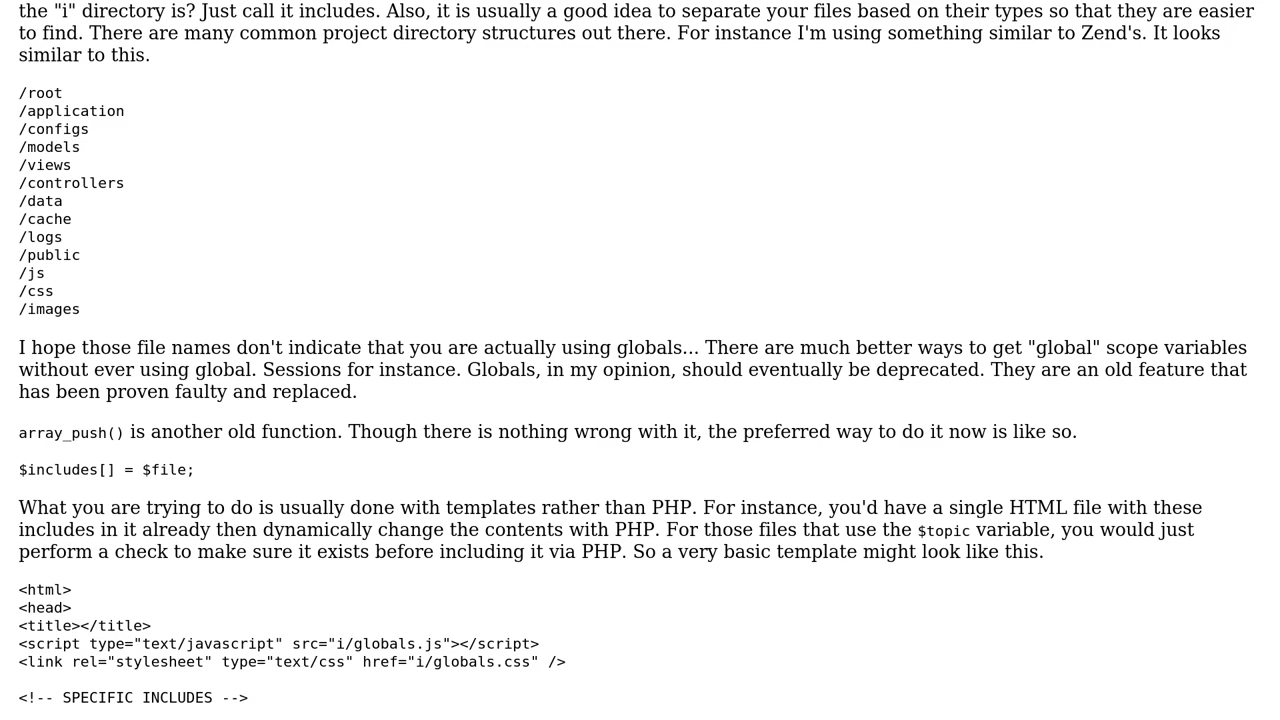 the "i" directory is? Just call it includes. Also, it is usually a good idea to separate your files based on their types so that they are easier
to find. There are many common project directory structures out there. For instance I'm using something similar to Zend's. It looks
similar to this.
/root
/application
/configs
/models
/views
/controllers
/data
/cache
/logs
/public
/js
/css
/images
I hope those file names don't indicate that you are actually using globals... There are much better ways to get "global" scope variables
without ever using global. Sessions for instance. Globals, in my opinion, should eventually be deprecated. They are an old feature that
has been proven faulty and replaced.
array_push() is another old function. Though there is nothing wrong with it, the preferred way to do it now is like so.
$includes[] = $file;
What you are trying to do is usually done with templates rather than PHP. For instance, you'd have a single HTML file with these
includes in it already then dynamically change the contents with PHP. For those files that use the $topic variable, you would just
perform a check to make sure it exists before including it via PHP. So a very basic template might look like this.
<html>
<head>
<title></title>
<script type="text/javascript" src="i/globals.js"></script>
<link rel="stylesheet" type="text/css" href="i/globals.css" />
<!-- SPECIFIC INCLUDES -->